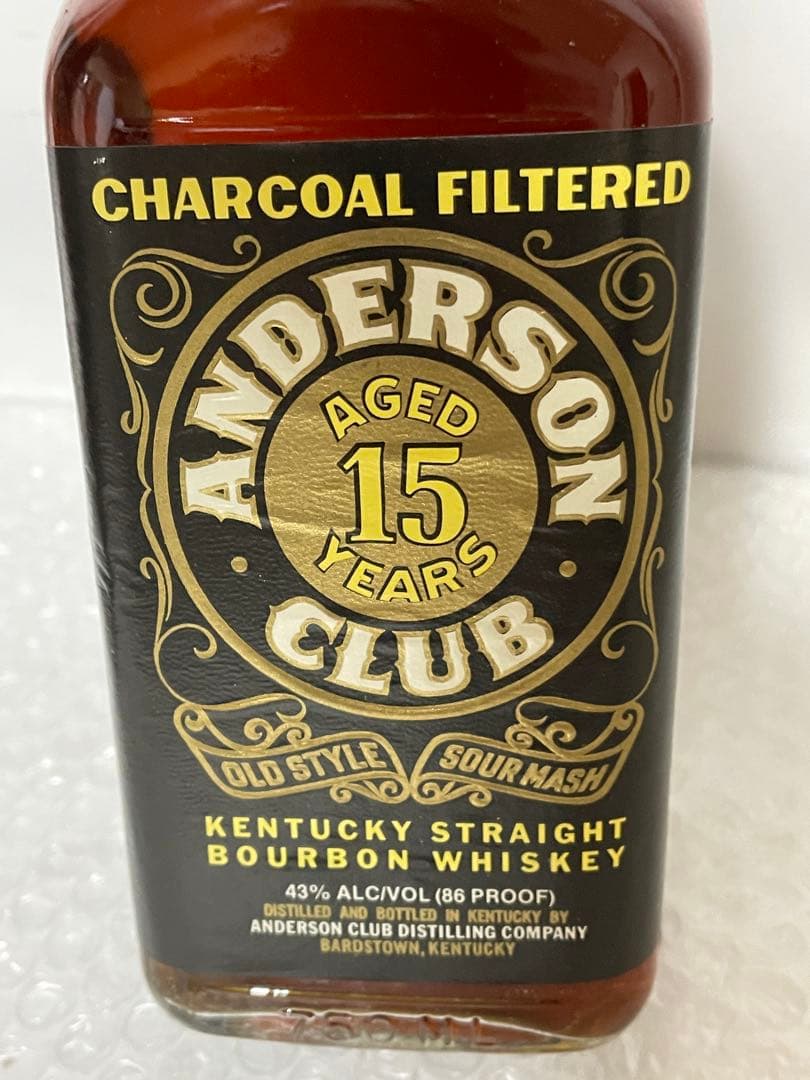 CHARCOAL FILTERED
ANDERSON
AGED
15
YEARS
CLUB
OLD STYLE SOUR MASH
KENTUCKY STRAIGHT
BOURBON WHISKEY
43% ALC/VOL (86 PROOF)
DISTILLED AND BOTTLED IN KENTUCKY BY
ANDERSON CLUB DISTILLING COMPANY
BARDSTOWN, KENTUCKY
750 ML